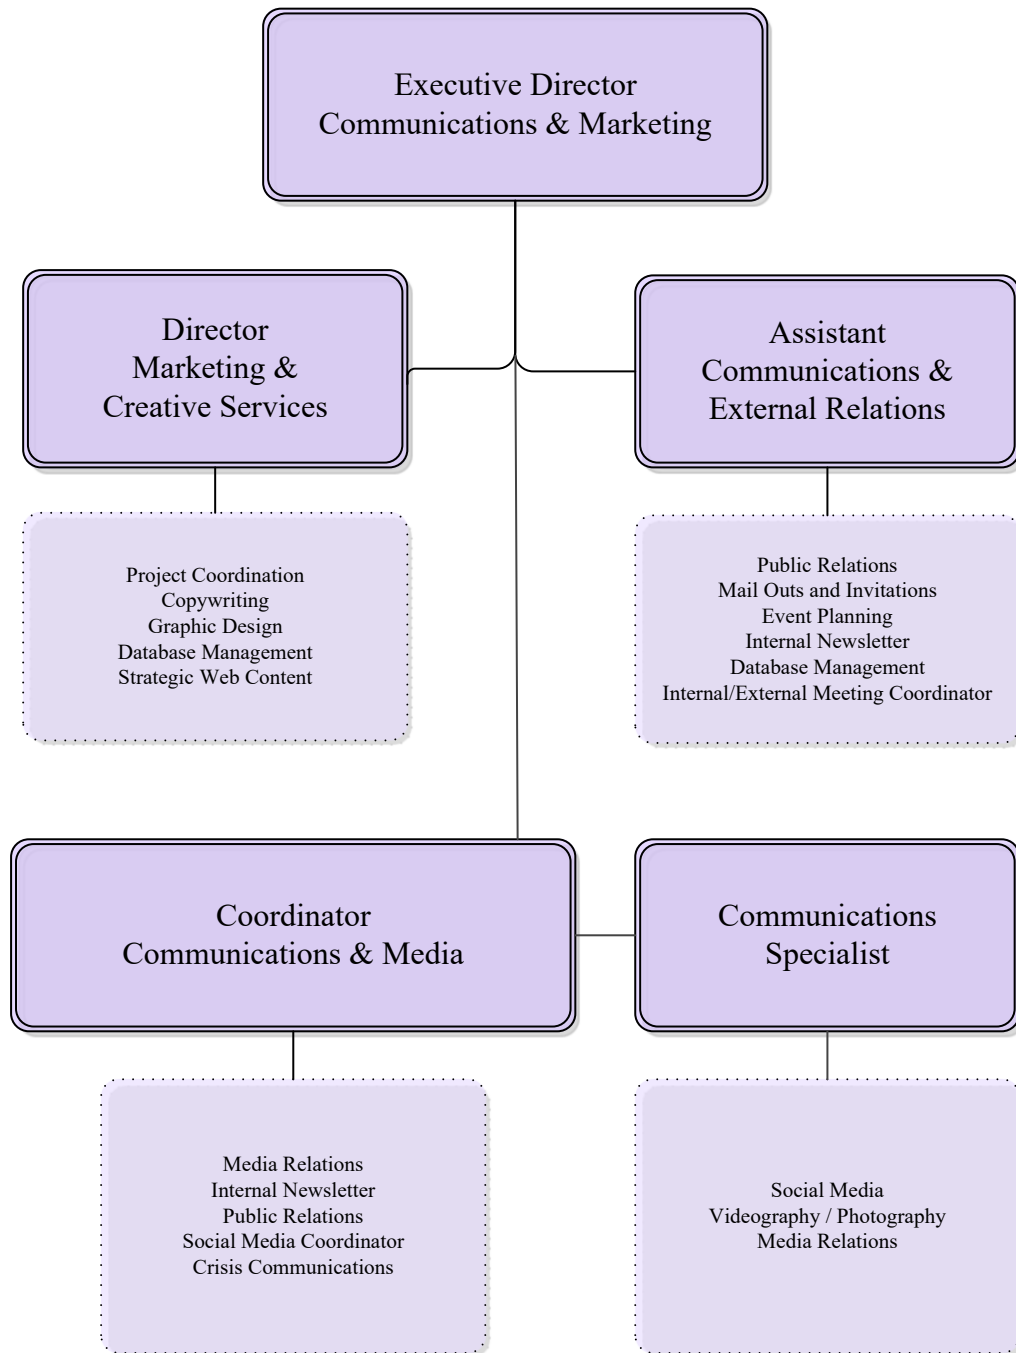 Executive Director
Communications & Marketing
Director
Marketing &
Creative Services
Assistant
Communications &
External Relations
Project Coordination
Copywriting
Graphic Design
Database Management
Strategic Web Content
Public Relations
Mail Outs and Invitations
Event Planning
Internal Newsletter
Database Management
Internal/External Meeting Coordinator
Coordinator
Communications & Media
Communications
Specialist
Media Relations
Internal Newsletter
Public Relations
Social Media Coordinator
Crisis Communications
Social Media
Videography / Photography
Media Relations